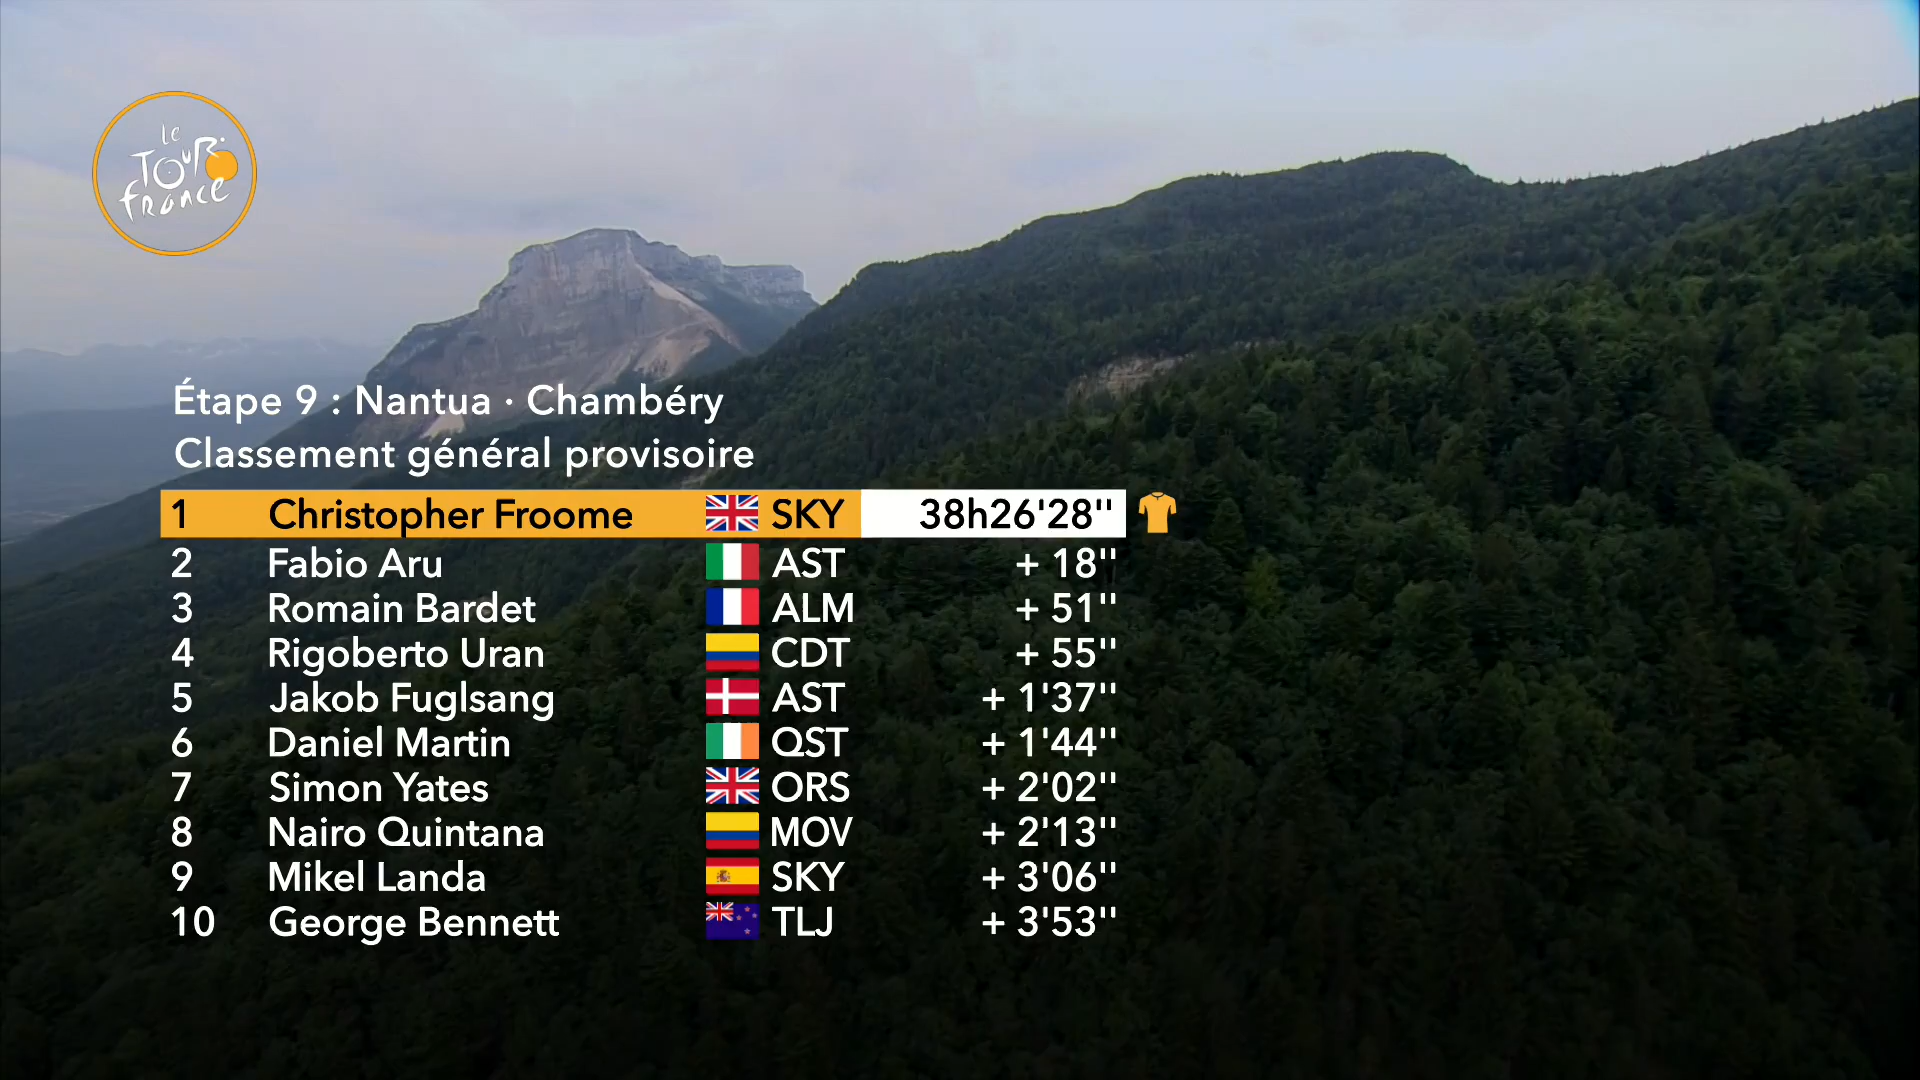 Le
Tour
de
France
Étape 9 : Nantua · Chambéry
Classement général provisoire
1 Christopher Froome SKY 38h26'28''
2 Fabio Aru AST + 18''
3 Romain Bardet ALM + 51''
4 Rigoberto Uran CDT + 55''
5 Jakob Fuglsang AST + 1'37''
6 Daniel Martin QST + 1'44''
7 Simon Yates ORS + 2'02''
8 Nairo Quintana MOV + 2'13''
9 Mikel Landa SKY + 3'06''
10 George Bennett TLJ + 3'53''